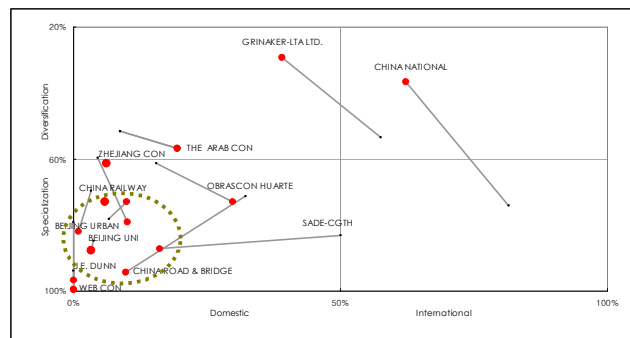 20%
GRINAKER-LTA LTD.
CHINA NATIONAL
Diversification
THE ARAB CON
ZHEJIANG CON
60%
CHINA RAILWAY
OBRASCON HUARTE
Specialization
SADE-CGTH
BEIJING URBAN
BEIJING UNI
J.E. DUNN
CHINA ROAD & BRIDGE
WEB CON
100%
0%
50%
100%
Domestic
International